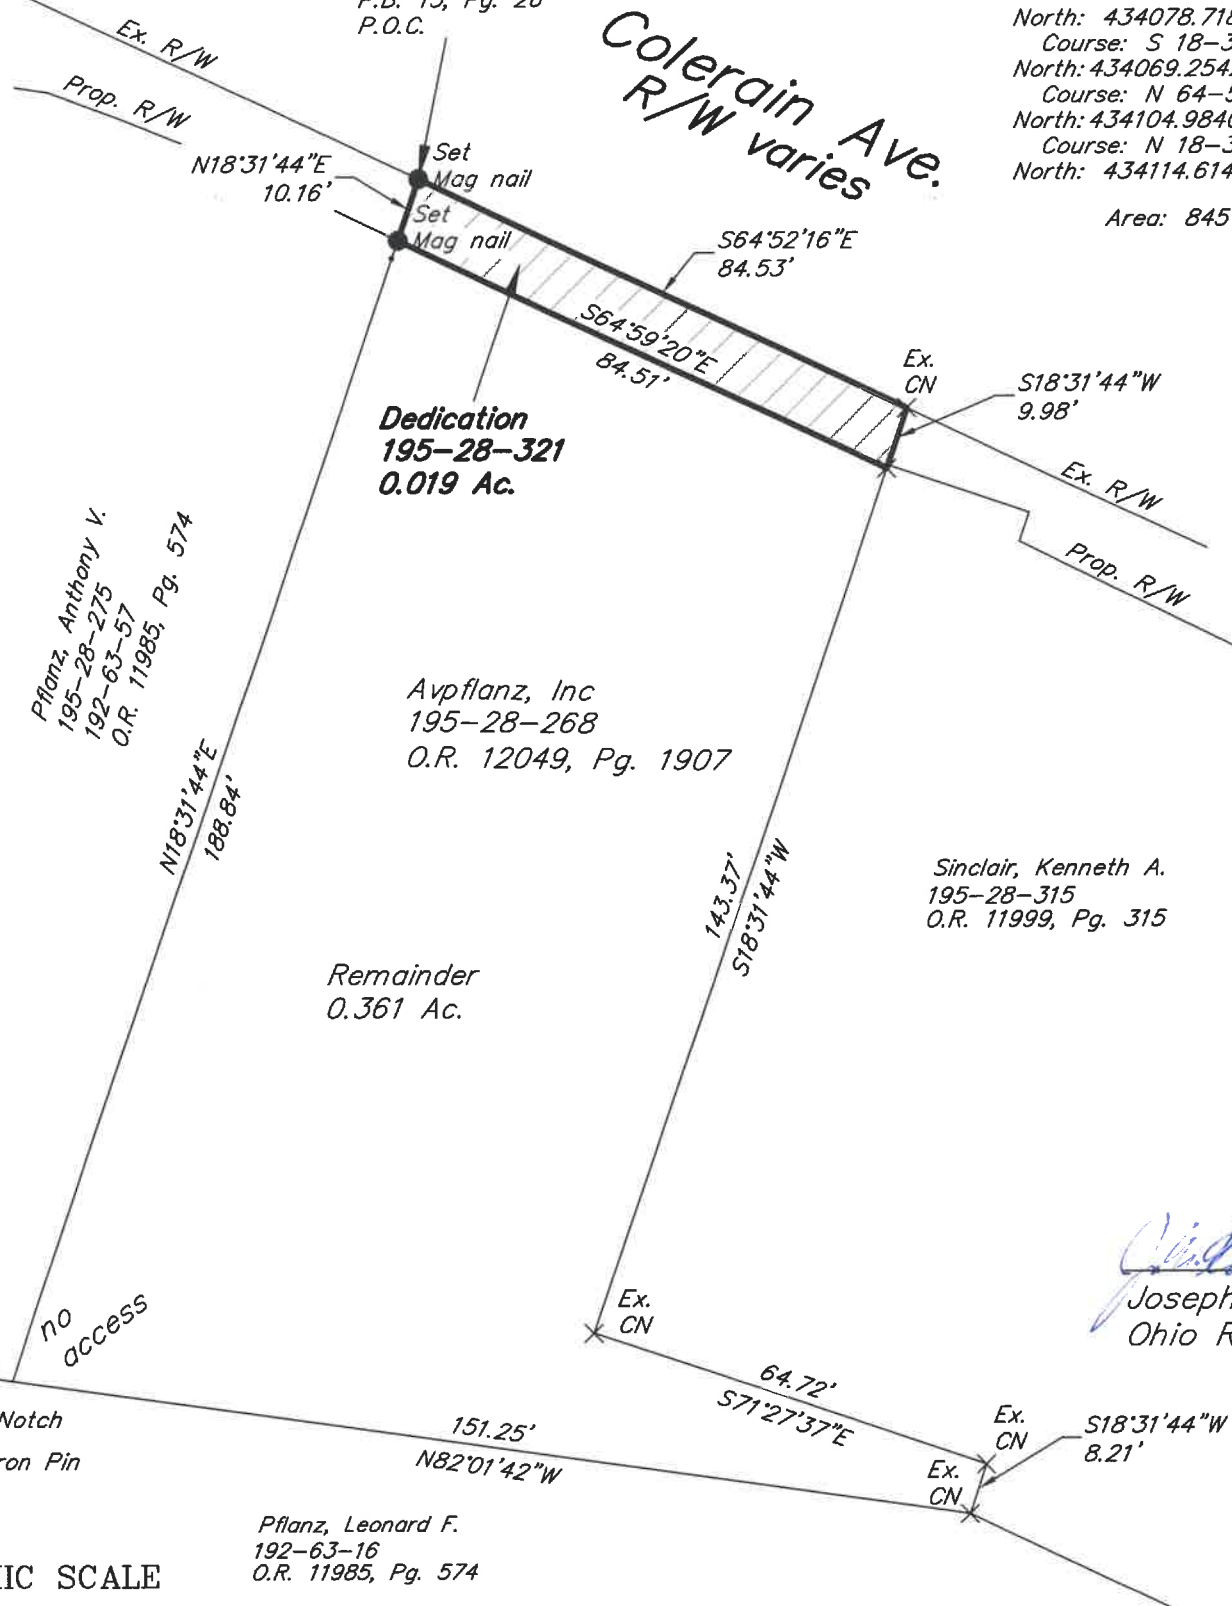 P.B. 15, Pg. 26
P.O.C.
Ex. R/W
Prop. R/W
Colerain Ave.
R/W varies
North: 434078.718
Course: S 18-3
North: 434069.254
Course: N 64-5
North: 434104.984
Course: N 18-3
North: 434114.614
Area: 845
N18°31'44"E
10.16'
Set
Mag nail
Set
Mag nail
S64°52'16"E
84.53'
S64°59'20"E
84.51'
Ex.
CN
S18°31'44"W
9.98'
Dedication
195-28-321
0.019 Ac.
Ex. R/W
Prop. R/W
Pflanz, Anthony V.
195-28-275
192-63-57
O.R. 11985, Pg. 574
Avpflanz, Inc
195-28-268
O.R. 12049, Pg. 1907
N18°31'44"E
188.84'
143.37'
S18°31'44"W
Sinclair, Kenneth A.
195-28-315
O.R. 11999, Pg. 315
Remainder
0.361 Ac.
no
access
Ex.
CN
Joseph
Ohio R
64.72'
S71°27'37"E
Ex.
CN
S18°31'44"W
8.21'
Ex.
CN
Notch
ron Pin
151.25'
N82°01'42"W
Pflanz, Leonard F.
192-63-16
O.R. 11985, Pg. 574
IC SCALE